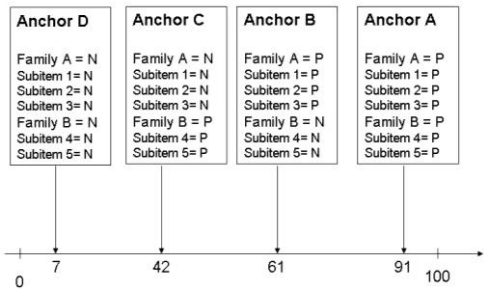 Anchor D
Family A = N
Subitem 1= N
Subitem 2= N
Subitem 3= N
Family B = N
Subitem 4= N
Subitem 5= N
Anchor C
Family A = N
Subitem 1= N
Subitem 2= N
Subitem 3= N
Family B = P
Subitem 4= P
Subitem 5= P
Anchor B
Family A = P
Subitem 1= P
Subitem 2= P
Subitem 3= P
Family B = N
Subitem 4= N
Subitem 5= N
Anchor A
Family A = P
Subitem 1= P
Subitem 2= P
Subitem 3= P
Family B = P
Subitem 4= P
Subitem 5= P
0 7 42 61 91 100